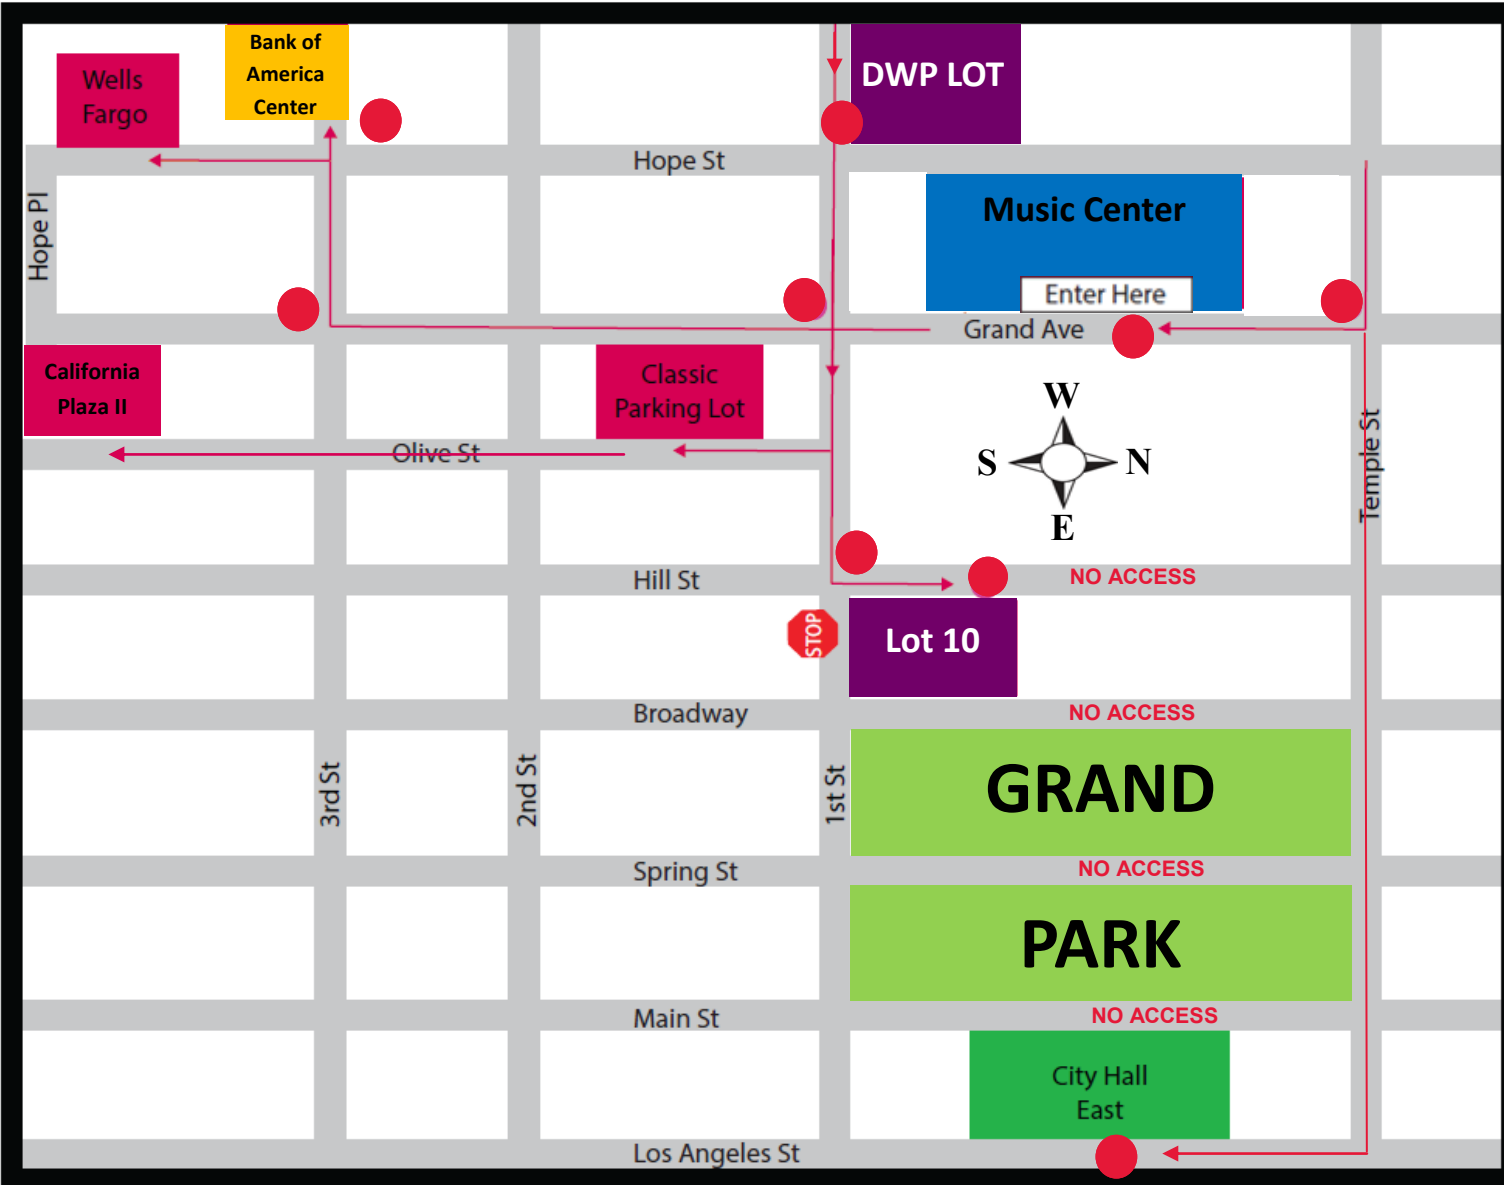 Bank of
America
Center
Wells
Fargo
DWP LOT
Hope St
Hope Pl
Music Center
Enter Here
Grand Ave
California
Plaza II
Classic
Parking Lot
W
S
N
E
Olive St
Temple St
Hill St
NO ACCESS
STOP
Lot 10
Broadway
NO ACCESS
3rd St
2nd St
1st St
GRAND
Spring St
NO ACCESS
PARK
Main St
NO ACCESS
City Hall
East
Los Angeles St